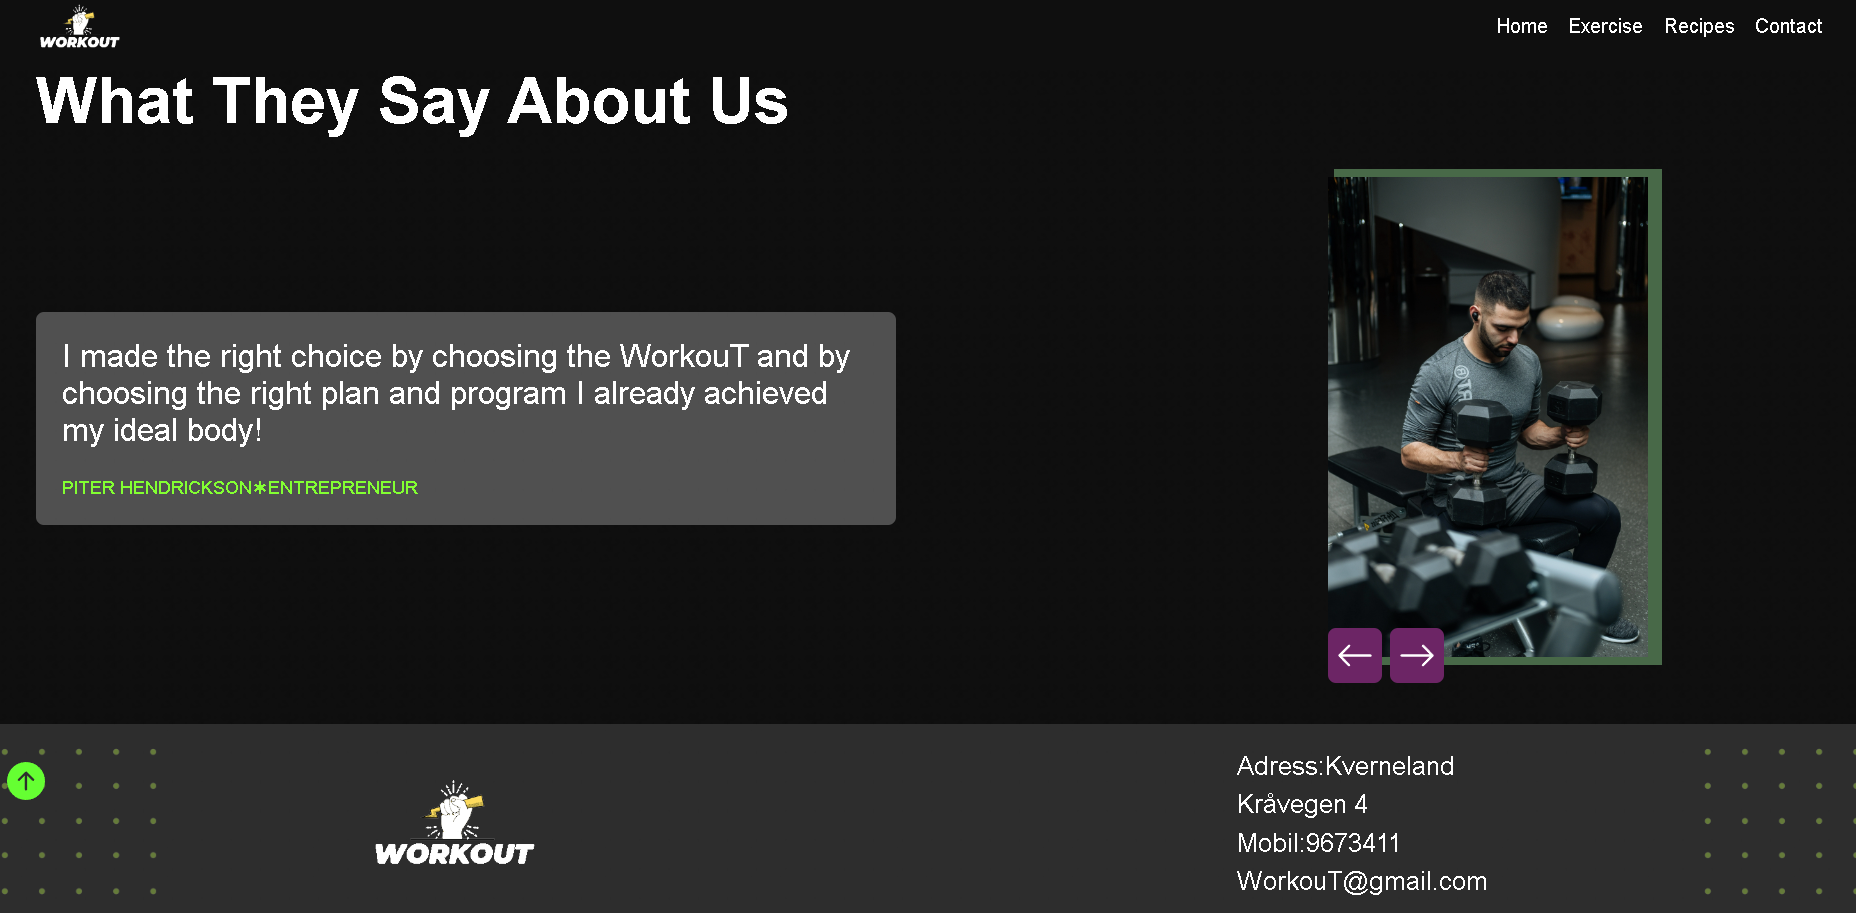 WORKOUT
Home Exercise Recipes Contact
What They Say About Us
I made the right choice by choosing the WorkouT and by
choosing the right plan and program I already achieved
my ideal body!
PITER HENDRICKSON✶ENTREPRENEUR
WORKOUT
Adress:Kverneland
Kråvegen 4
Mobil:9673411
WorkouT@gmail.com